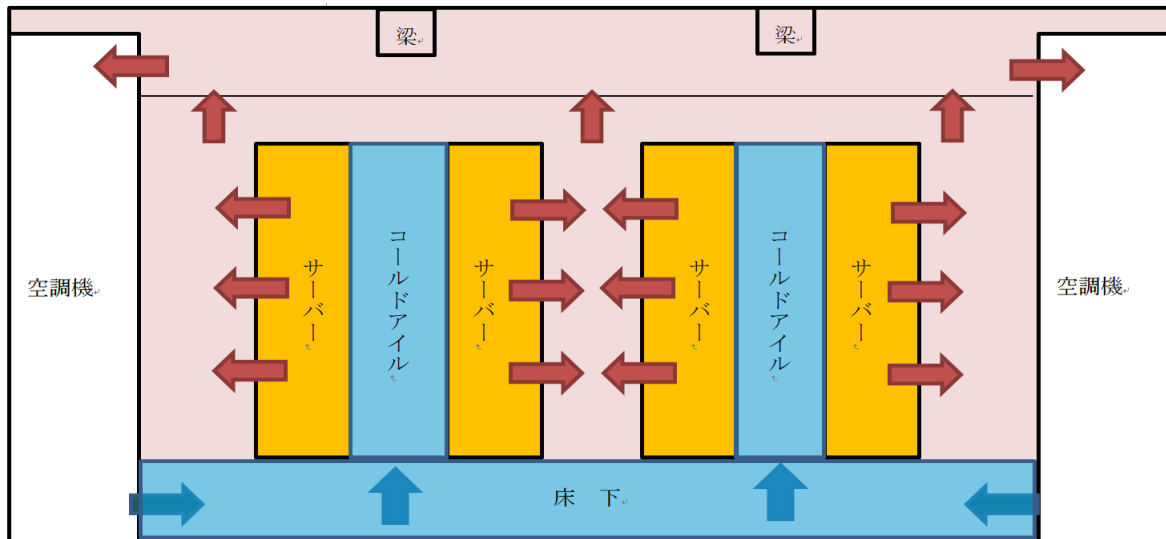 梁
梁
空調機
サーバー
コールドアイル
サーバー
サーバー
コールドアイル
サーバー
空調機
床 下